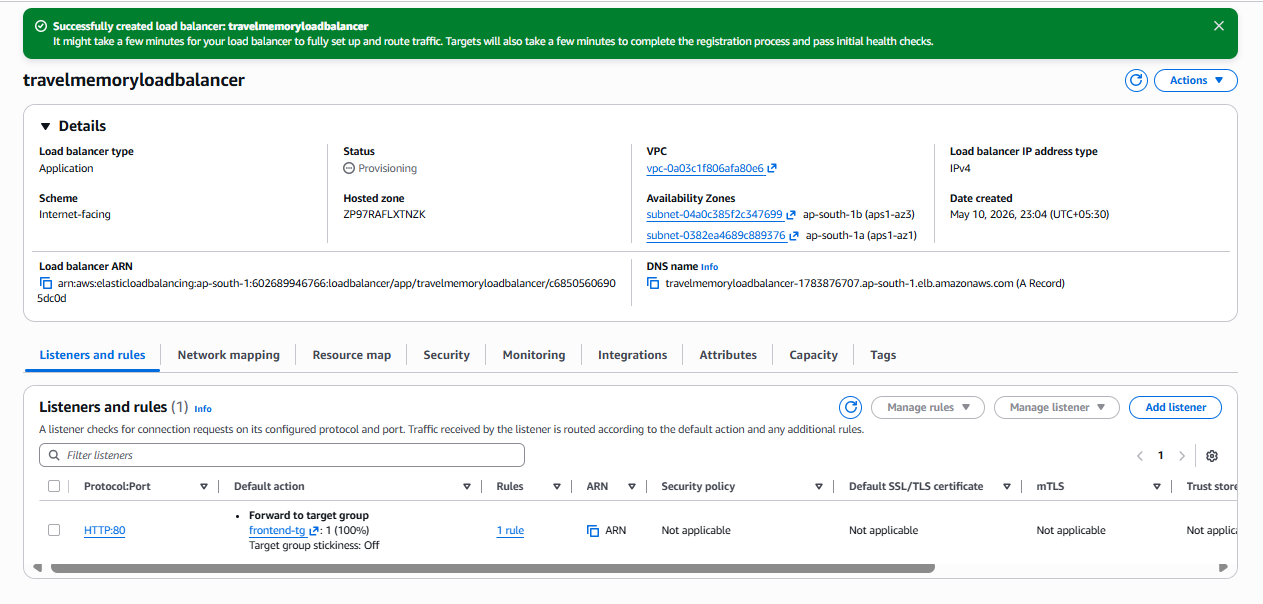 Successfully created load balancer: travelmemoryloadbalancer
It might take a few minutes for your load balancer to fully set up and route traffic. Targets will also take a few minutes to complete the registration process and pass initial health checks.
travelmemoryloadbalancer
Actions
Details
Load balancer type
Application
Status
Provisioning
VPC
vpc-0a03c1f806afa80e6
Load balancer IP address type
IPv4
Scheme
Internet-facing
Hosted zone
ZP97RAFLXTNZK
Availability Zones
subnet-04a0c385f2c347699 ap-south-1b (aps1-az3)
subnet-0382ea4689c889376 ap-south-1a (aps1-az1)
Date created
May 10, 2026, 23:04 (UTC+05:30)
Load balancer ARN
arn:aws:elasticloadbalancing:ap-south-1:602689946766:loadbalancer/app/travelmemoryloadbalancer/c6850560690
5dc0d
DNS name Info
travelmemoryloadbalancer-1783876707.ap-south-1.elb.amazonaws.com (A Record)
Listeners and rules Network mapping Resource map Security Monitoring Integrations Attributes Capacity Tags
Listeners and rules (1) Info
Manage rules Manage listener Add listener
A listener checks for connection requests on its configured protocol and port. Traffic received by the listener is routed according to the default action and any additional rules.
Filter listeners
1
Protocol:Port Default action Rules ARN Security policy Default SSL/TLS certificate mTLS Trust store
HTTP:80
• Forward to target group
frontend-tg : 1 (100%)
Target group stickiness: Off
1 rule
ARN
Not applicable
Not applicable
Not applicable
Not applica